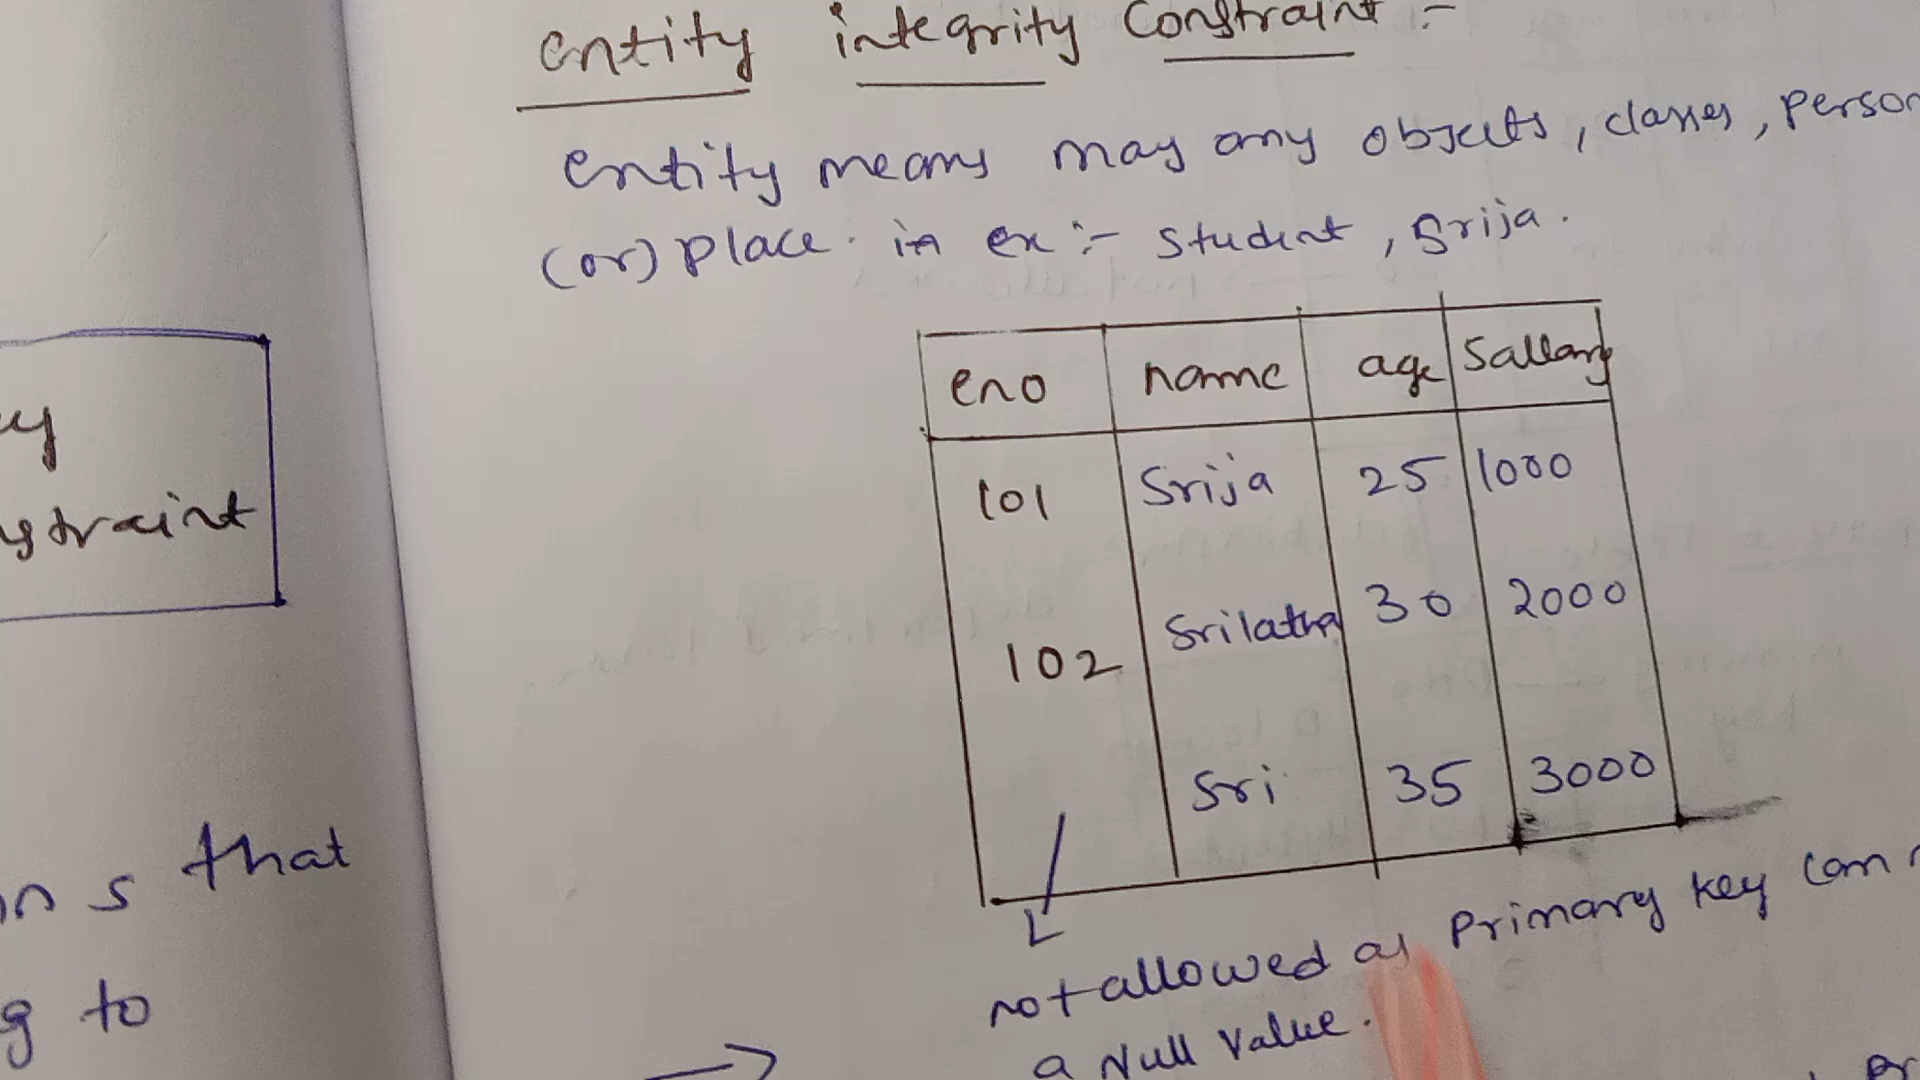 straint
that
to
entity integrity Constraint :-
entity means may any objects, classes, person
(or) place. in ex :- student, Srija.
eno name age Sallary
101 Srija 25 1000
102 Srilatha 30 2000
Sri 35 3000
not allowed as primary key can
a Null Value.